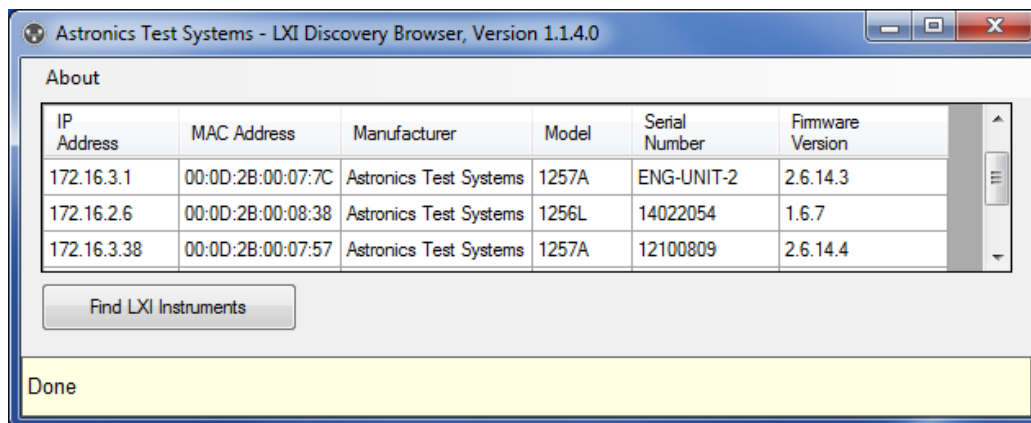 Astronics Test Systems - LXI Discovery Browser, Version 1.1.4.0
About
IP Address MAC Address Manufacturer Model Serial Number Firmware Version
172.16.3.1 00:0D:2B:00:07:7C Astronics Test Systems 1257A ENG-UNIT-2 2.6.14.3
172.16.2.6 00:0D:2B:00:08:38 Astronics Test Systems 1256L 14022054 1.6.7
172.16.3.38 00:0D:2B:00:07:57 Astronics Test Systems 1257A 12100809 2.6.14.4
Find LXI Instruments
Done